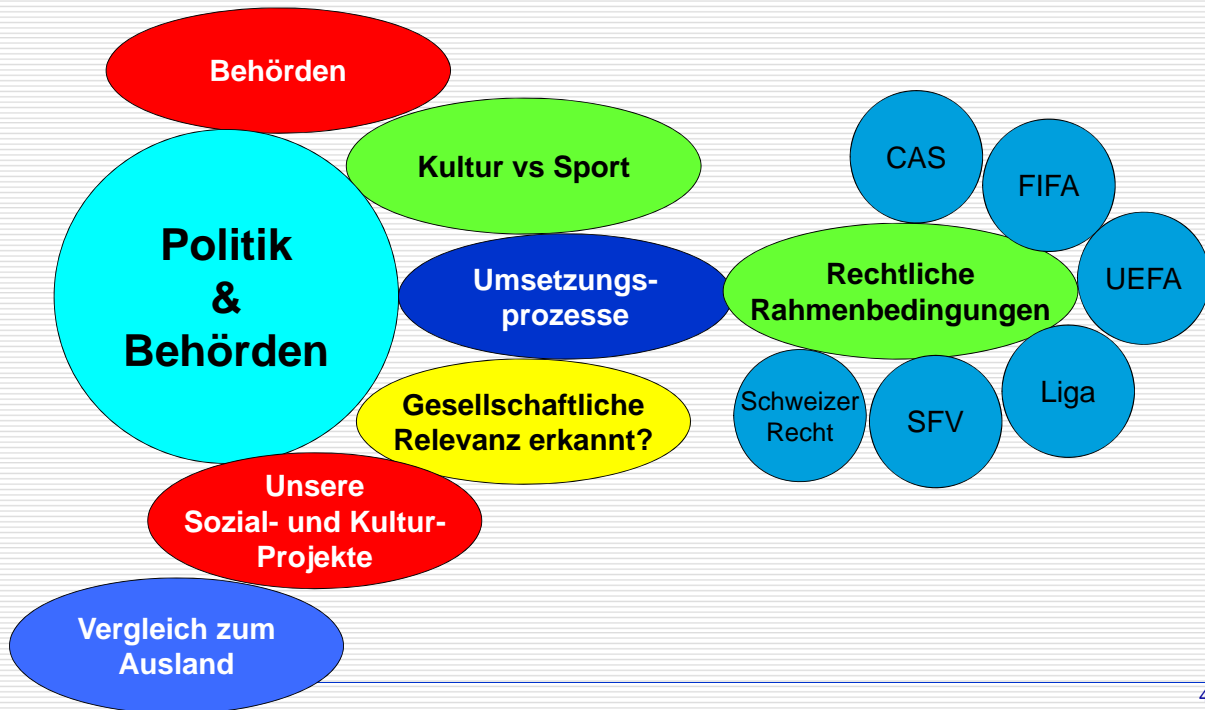 Behörden
Kultur vs Sport
Politik
&
Behörden
Umsetzungs-
prozesse
Gesellschaftliche
Relevanz erkannt?
Unsere
Sozial- und Kultur-
Projekte
Vergleich zum
Ausland
Rechtliche
Rahmenbedingungen
CAS
FIFA
UEFA
Liga
SFV
Schweizer
Recht
4